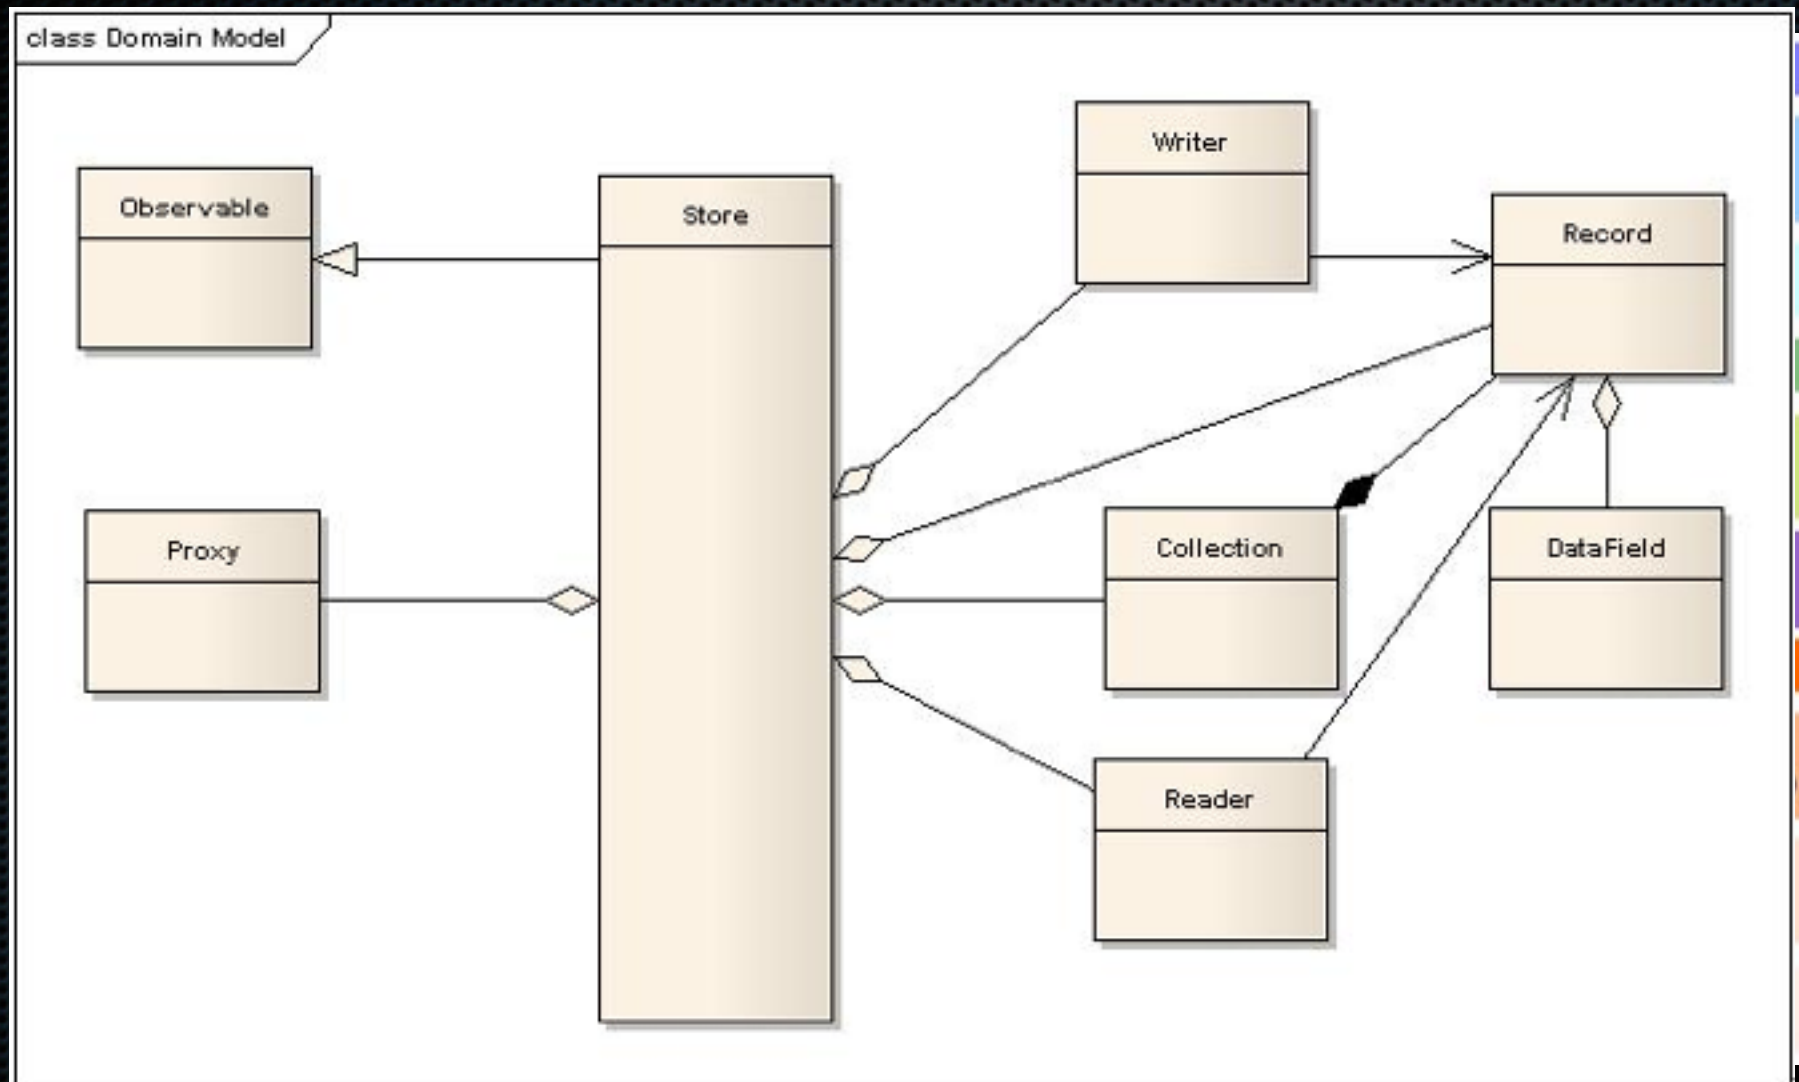 class Domain Model
Observable
Store
Writer
Record
Proxy
Collection
DataField
Reader